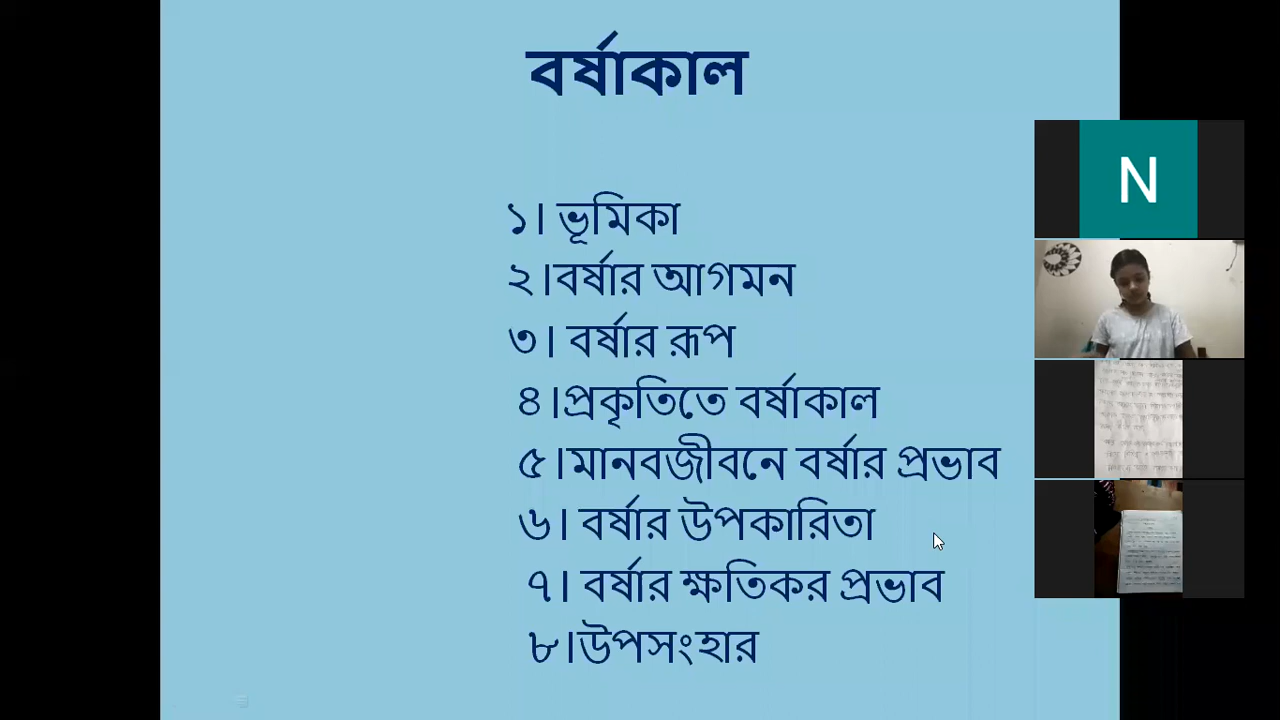 বর্ষাকাল
১। ভূমিকা
২।বর্ষার আগমন
৩। বর্ষার রূপ
৪।প্রকৃতিতে বর্ষাকাল
৫।মানবজীবনে বর্ষার প্রভাব
৬। বর্ষার উপকারিতা
৭। বর্ষার ক্ষতিকর প্রভাব
৮।উপসংহার
N